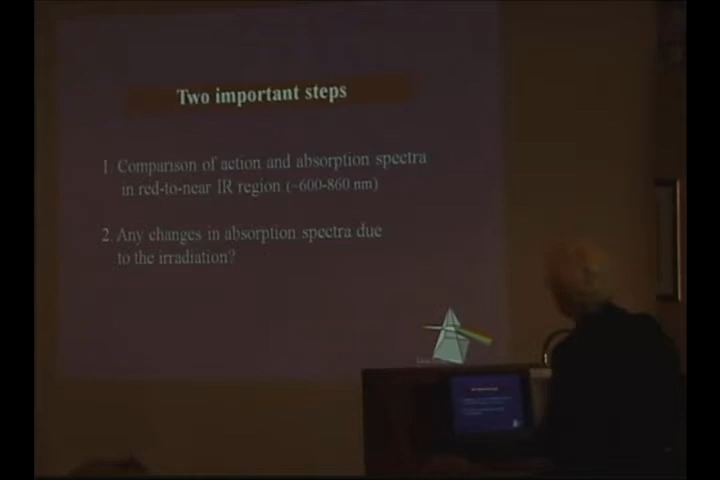 Two important steps
1. Comparison of action and absorption spectra
in red-to-near IR region (~600-860 nm)
2. Any changes in absorption spectra due
to the irradiation?